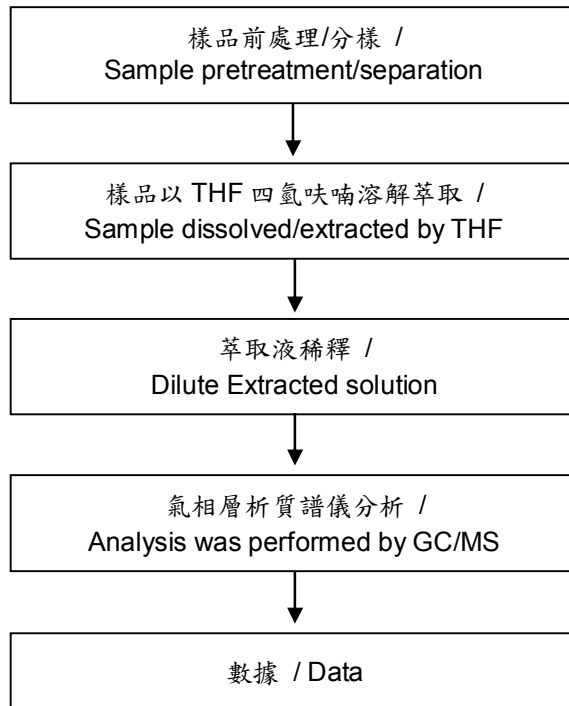 樣品前處理/分樣 /
Sample pretreatment/separation
樣品以 THF 四氫呋喃溶解萃取 /
Sample dissolved/extracted by THF
萃取液稀釋 /
Dilute Extracted solution
氣相層析質譜儀分析 /
Analysis was performed by GC/MS
數據 / Data